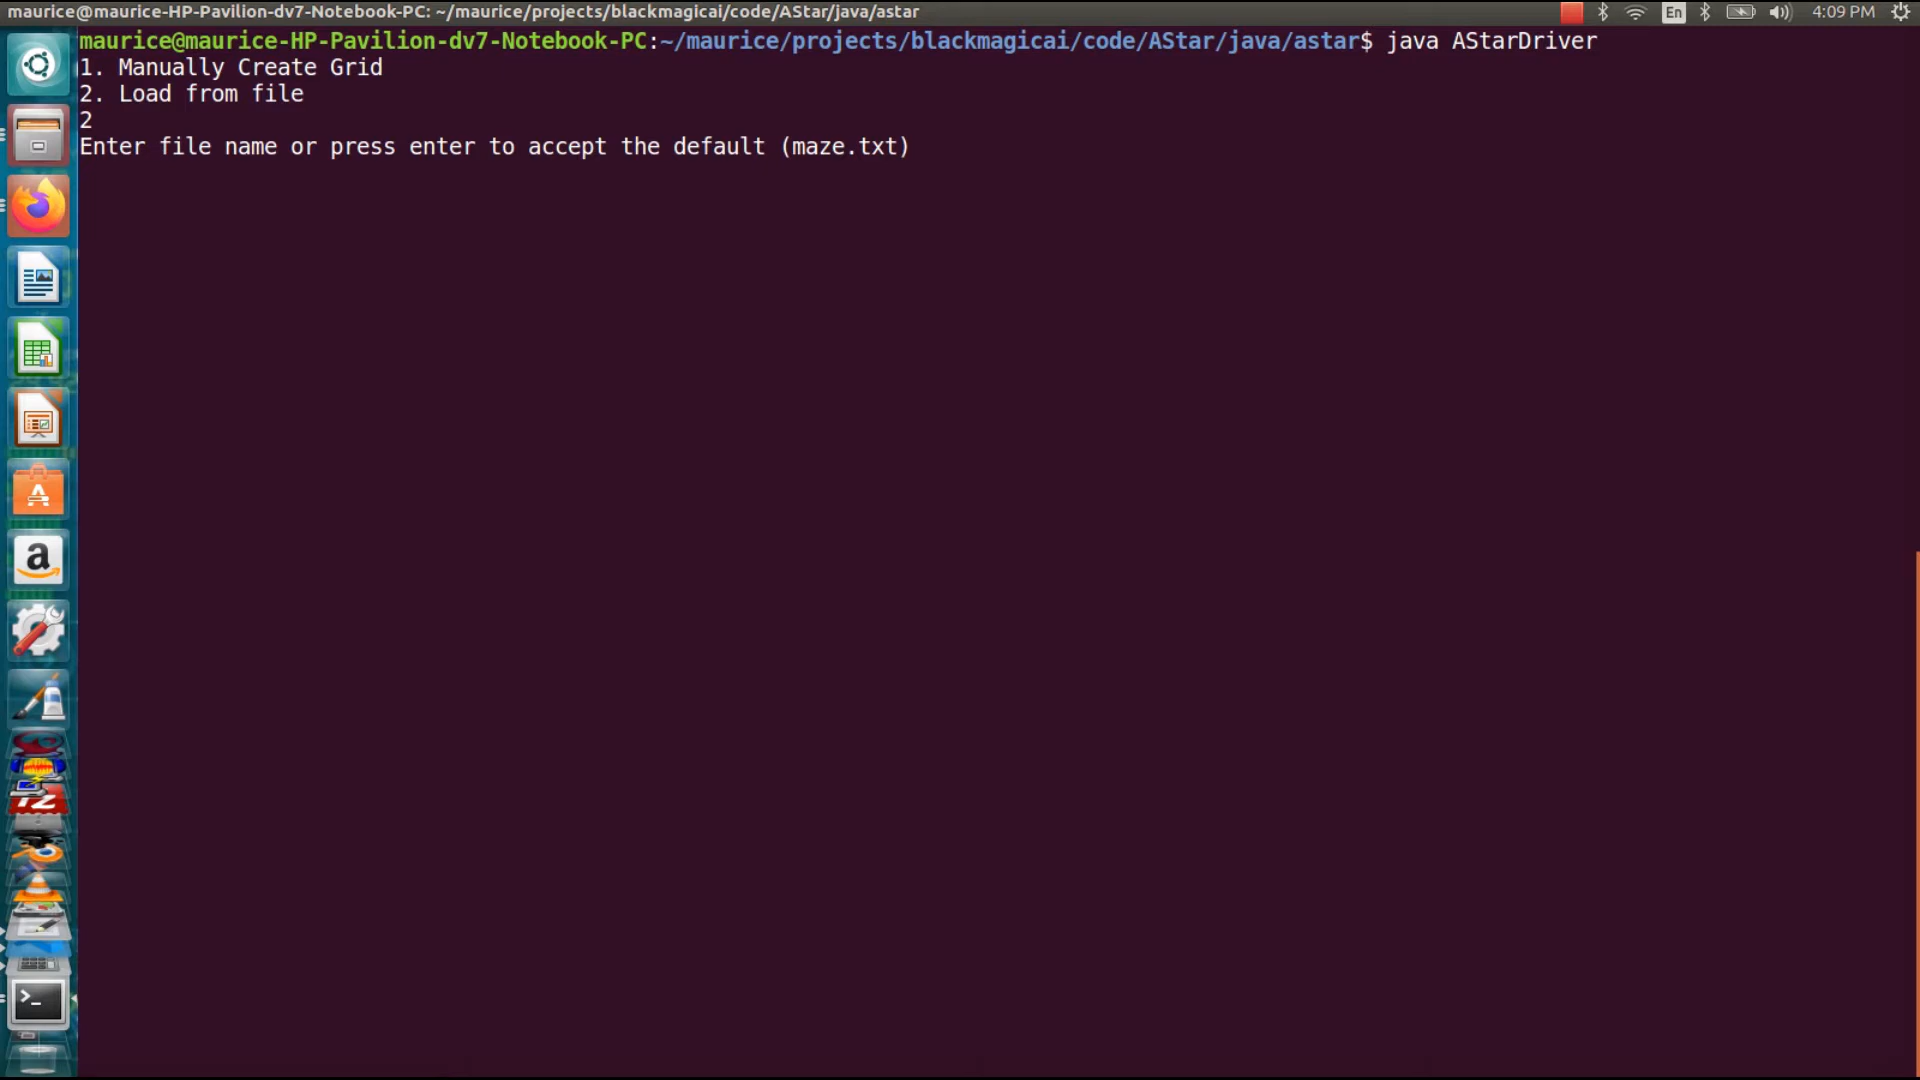 maurice@maurice-HP-Pavilion-dv7-Notebook-PC: ~/maurice/projects/blackmagicai/code/AStar/java/astar
En
4:09 PM
maurice@maurice-HP-Pavilion-dv7-Notebook-PC:~/maurice/projects/blackmagicai/code/AStar/java/astar$ java AStarDriver
1. Manually Create Grid
2. Load from file
2
Enter file name or press enter to accept the default (maze.txt)
a
>_